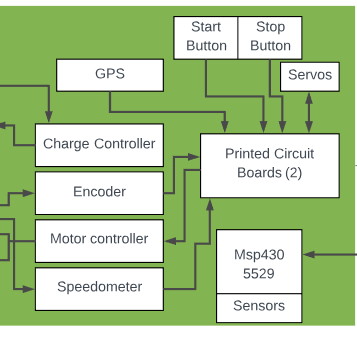 Start
Button
Stop
Button
GPS
Servos
Charge Controller
Printed Circuit
Boards (2)
Encoder
Motor controller
Msp430
5529
Speedometer
Sensors